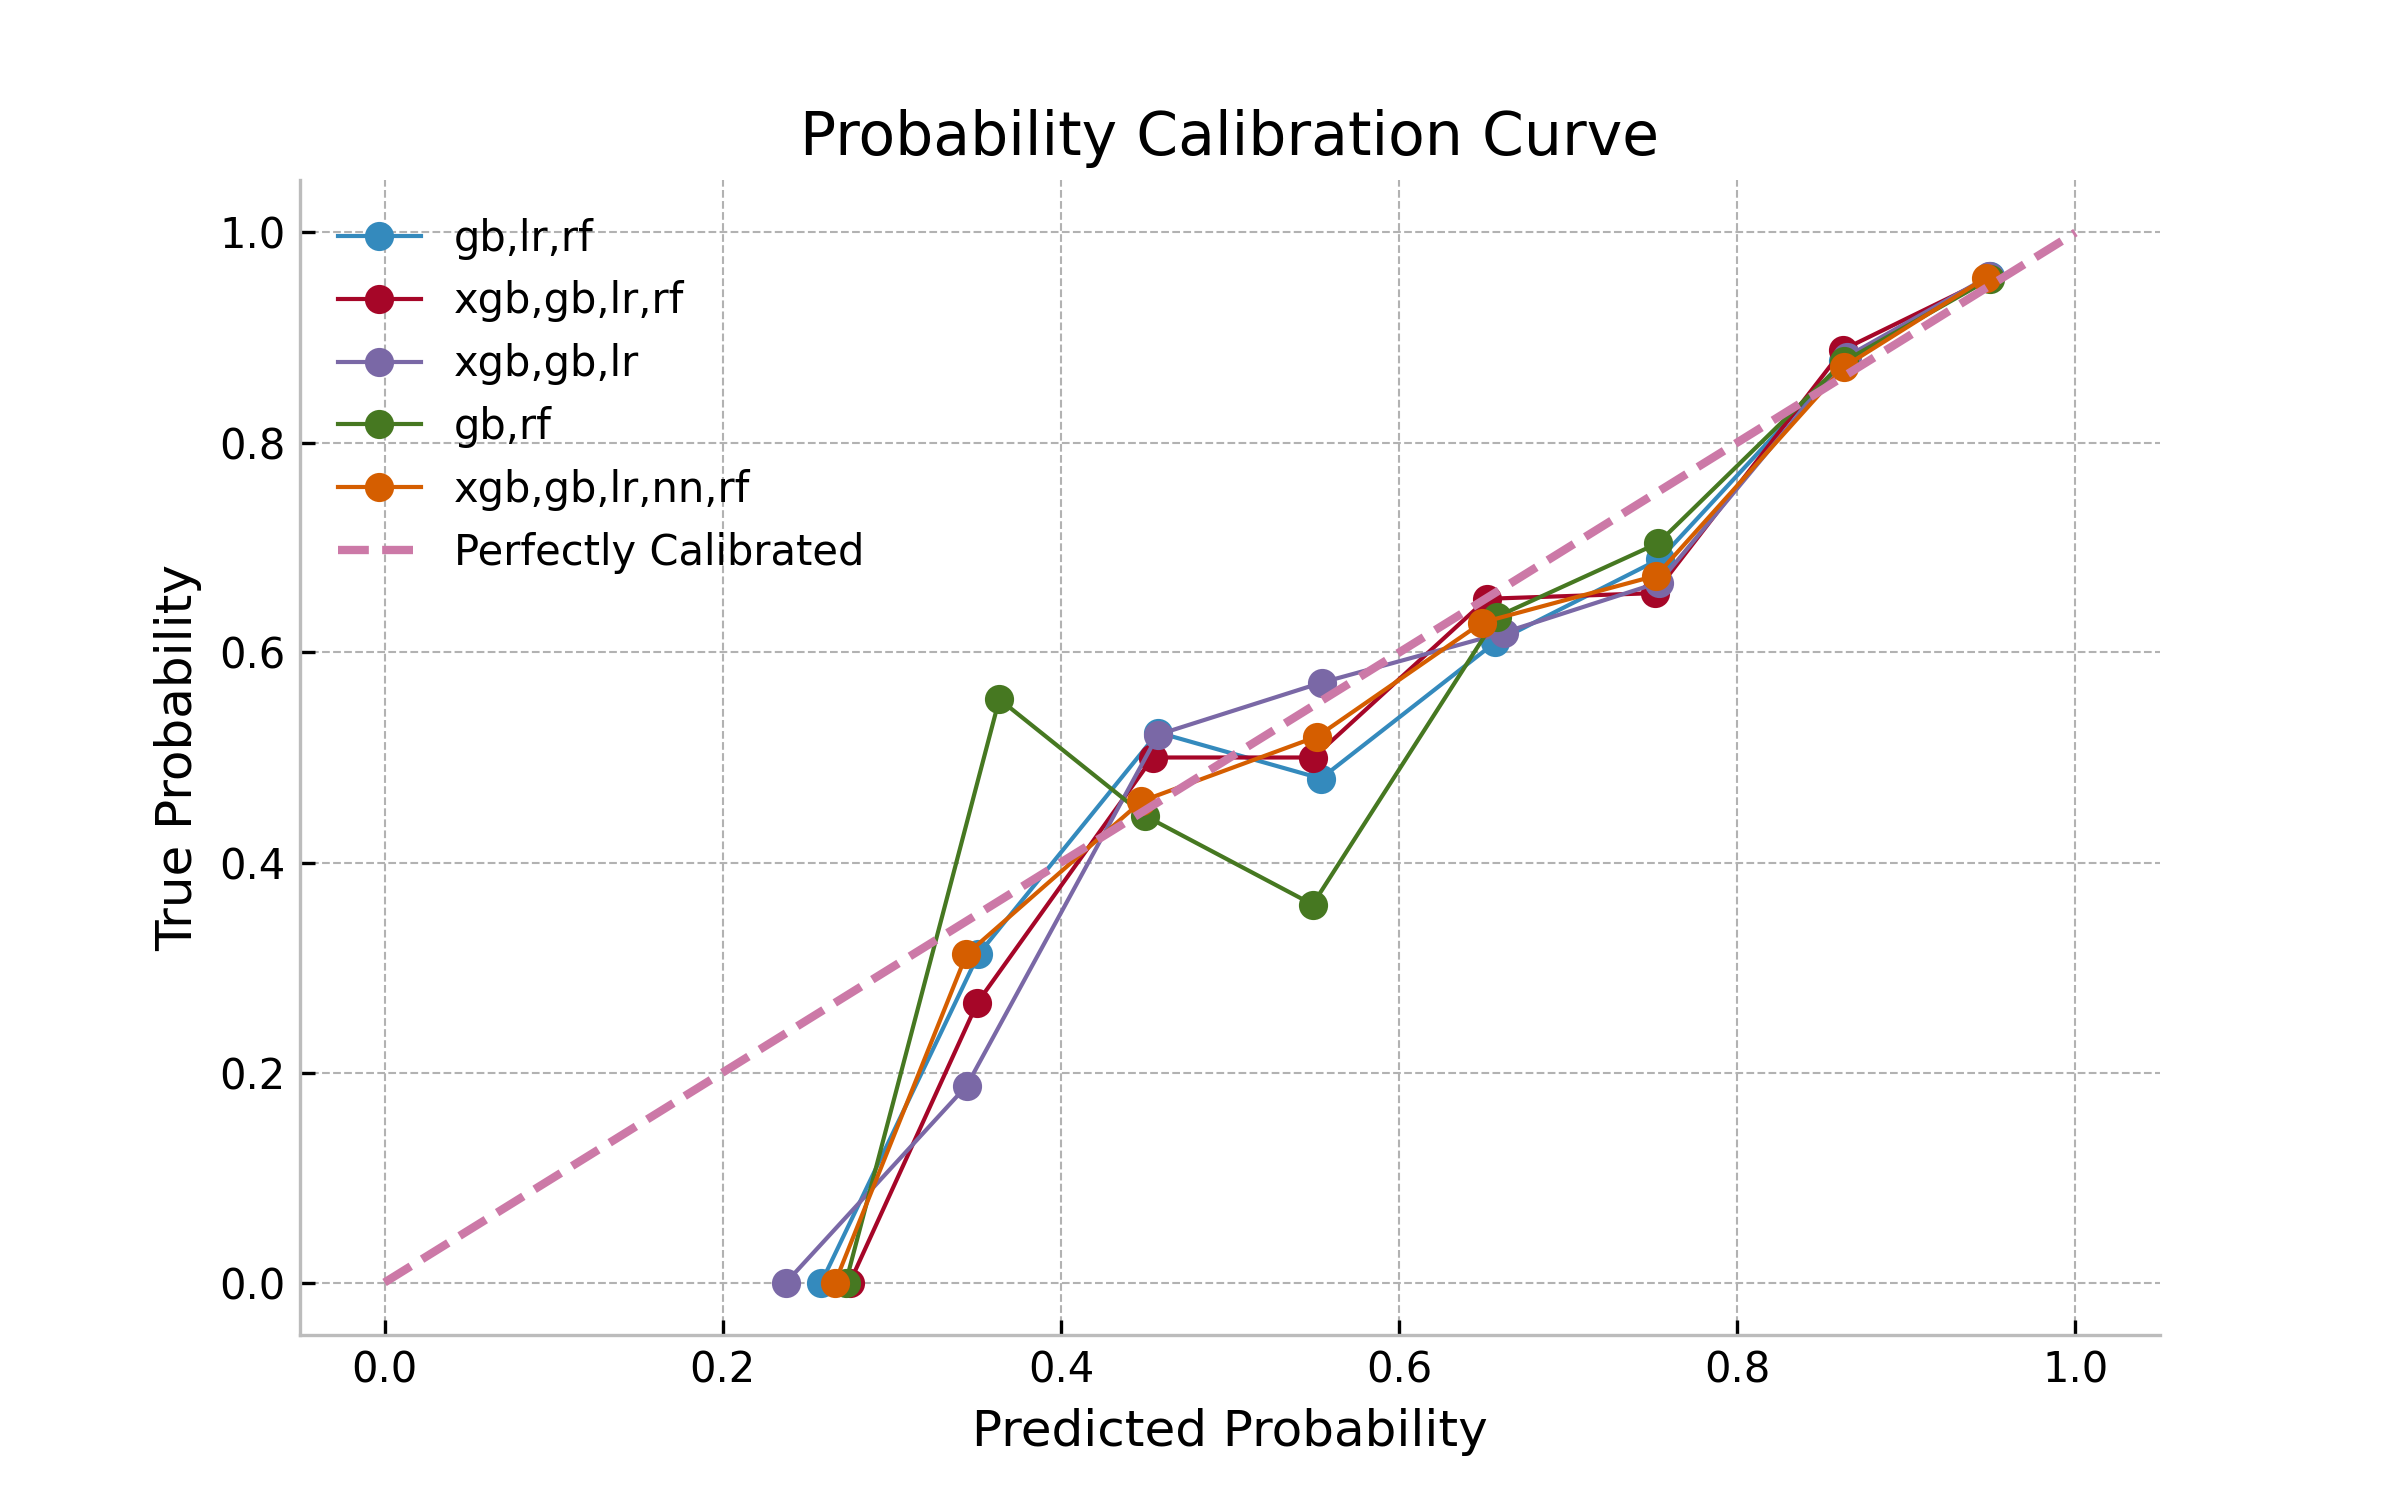 Probability Calibration Curve
1.0
0.8
0.6
0.4
0.2
0.0
True Probability
gb,lr,rf
xgb,gb,lr,rf
xgb,gb,lr
gb,rf
xgb,gb,lr,nn,rf
Perfectly Calibrated
0.0 0.2 0.4 0.6 0.8 1.0
Predicted Probability